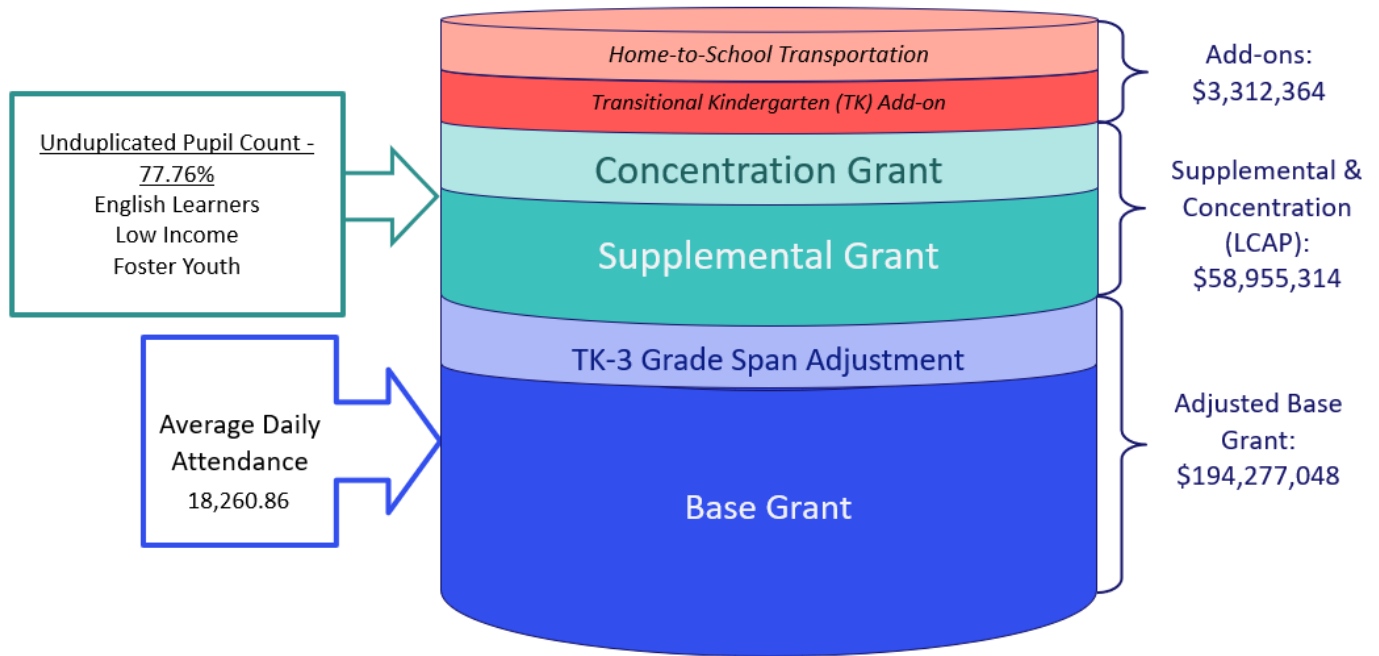 Unduplicated Pupil Count -
77.76%
English Learners
Low Income
Foster Youth
Average Daily
Attendance
18,260.86
Home-to-School Transportation
Transitional Kindergarten (TK) Add-on
Concentration Grant
Supplemental Grant
TK-3 Grade Span Adjustment
Base Grant
Add-ons:
$3,312,364
Supplemental &
Concentration
(LCAP):
$58,955,314
Adjusted Base
Grant:
$194,277,048